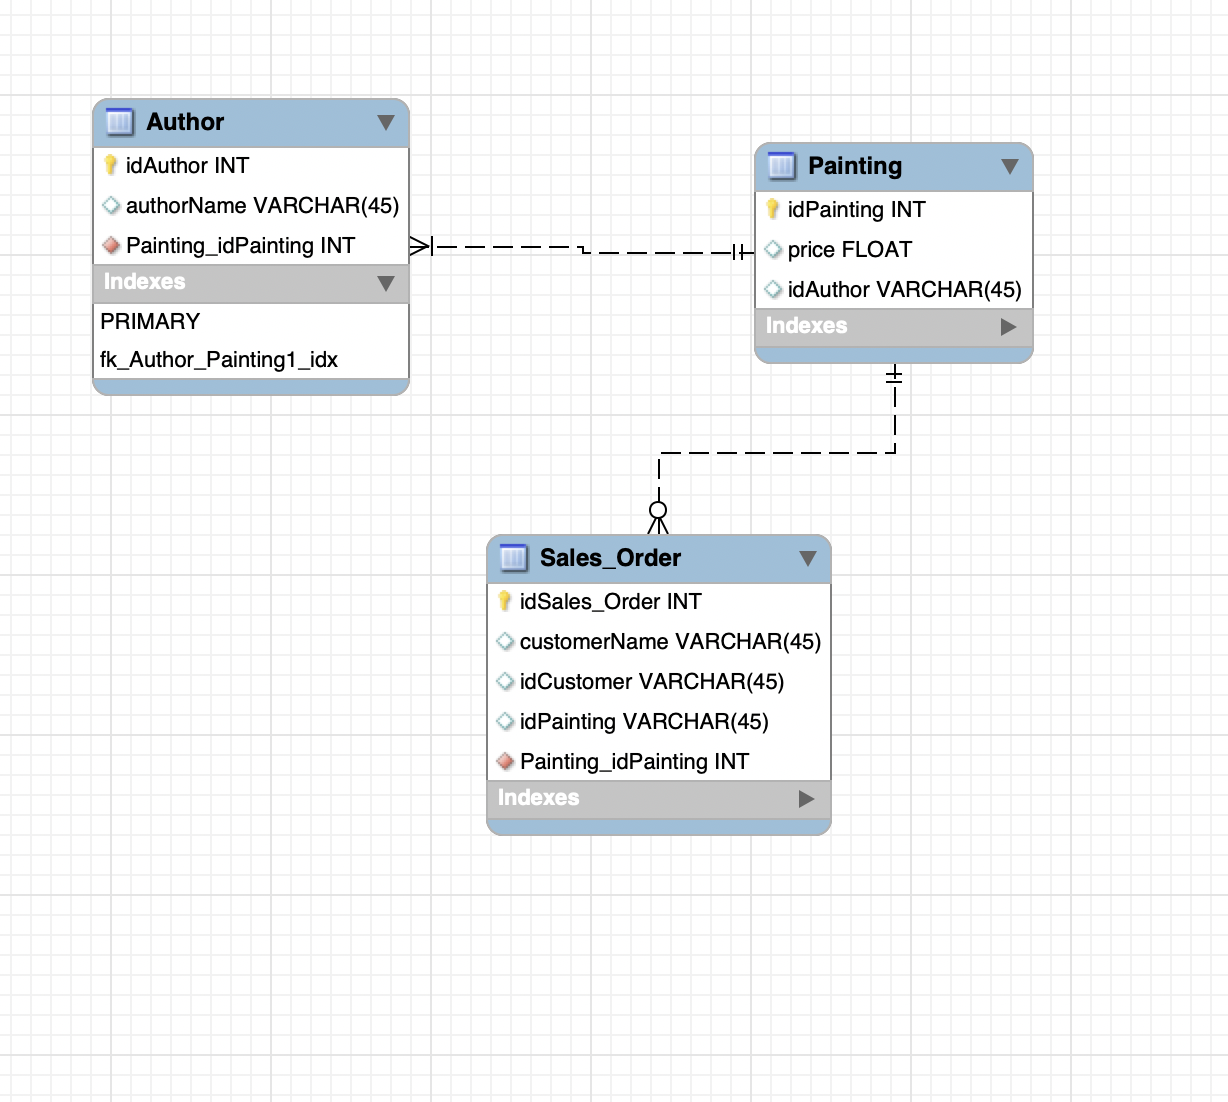 Author
idAuthor INT
authorName VARCHAR(45)
Painting_idPainting INT
Indexes
PRIMARY
fk_Author_Painting1_idx
Painting
idPainting INT
price FLOAT
idAuthor VARCHAR(45)
Indexes
Sales_Order
idSales_Order INT
customerName VARCHAR(45)
idCustomer VARCHAR(45)
idPainting VARCHAR(45)
Painting_idPainting INT
Indexes